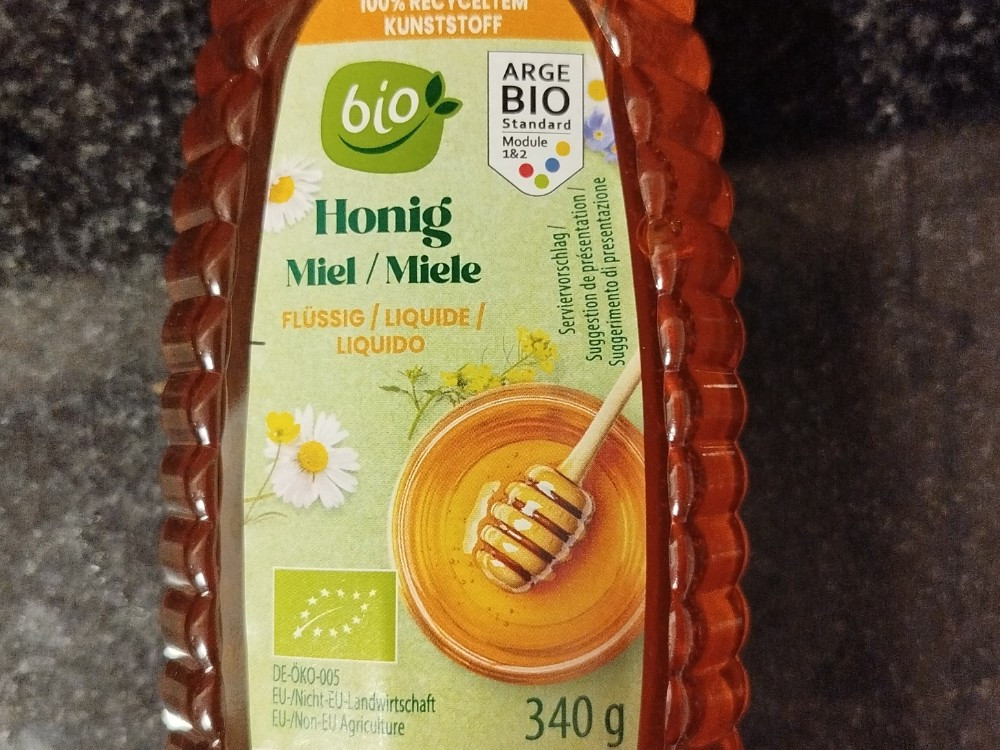 100% RECYCELTEM
KUNSTSTOFF
bio
ARGE
BIO
Standard
Module
1&2
Honig
Miel / Miele
FLÜSSIG / LIQUIDE /
LIQUIDO
Serviervorschlag /
Suggestion de présentation /
Suggerimento di presentazione
DE-ÖKO-005
EU-/Nicht-EU-Landwirtschaft
EU-/Non-EU Agriculture
340 g